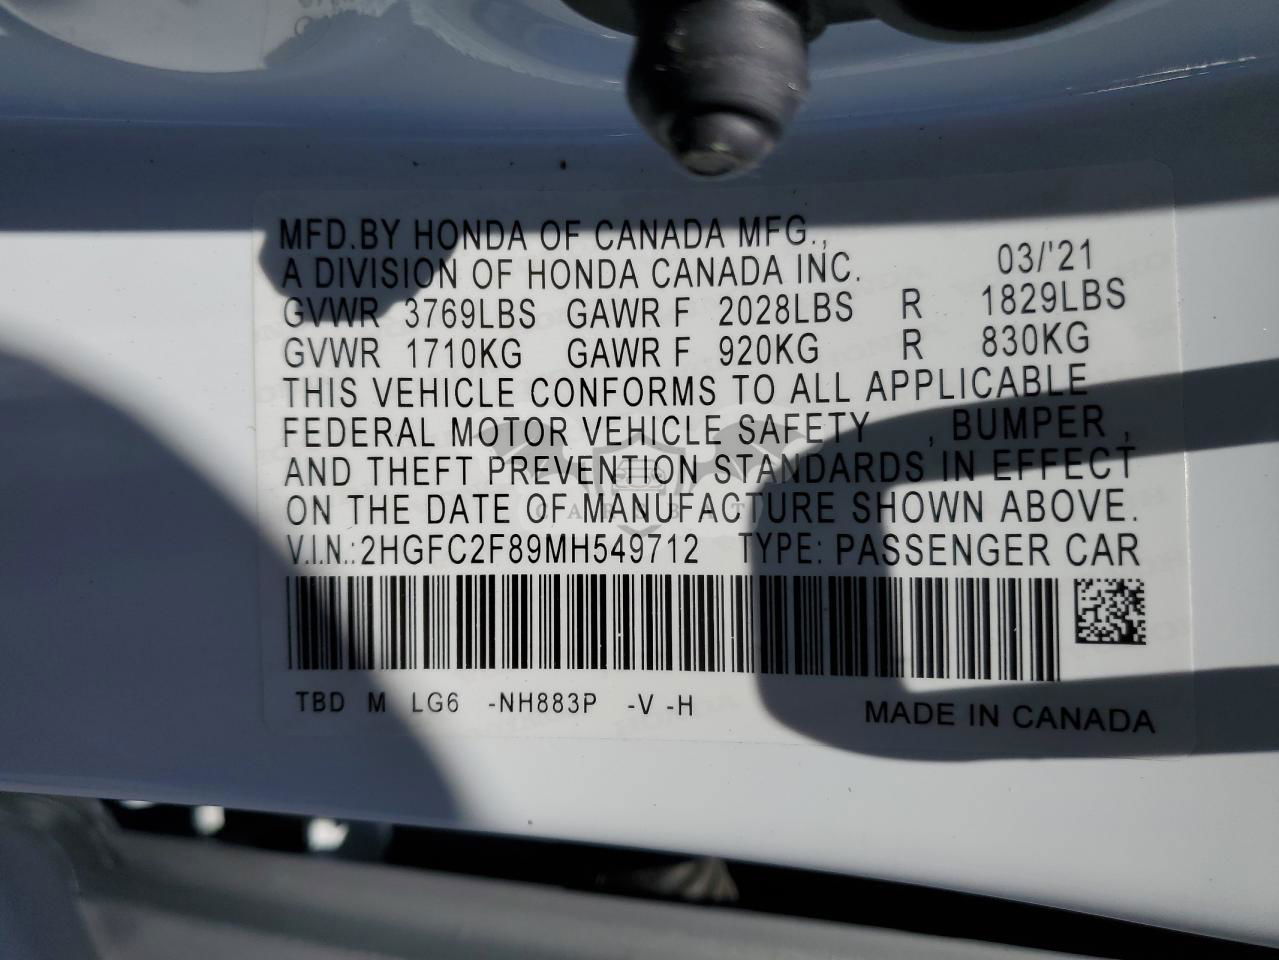 MFD.BY HONDA OF CANADA MFG.,
A DIVISION OF HONDA CANADA INC. 03/'21
GVWR 3769LBS GAWR F 2028LBS R 1829LBS
GVWR 1710KG GAWR F 920KG R 830KG
THIS VEHICLE CONFORMS TO ALL APPLICABLE
FEDERAL MOTOR VEHICLE SAFETY , BUMPER ,
AND THEFT PREVENTION STANDARDS IN EFFECT
ON THE DATE OF MANUFACTURE SHOWN ABOVE.
V.I.N.:2HGFC2F89MH549712 TYPE: PASSENGER CAR
TBD M LG6 -NH883P -V -H
MADE IN CANADA